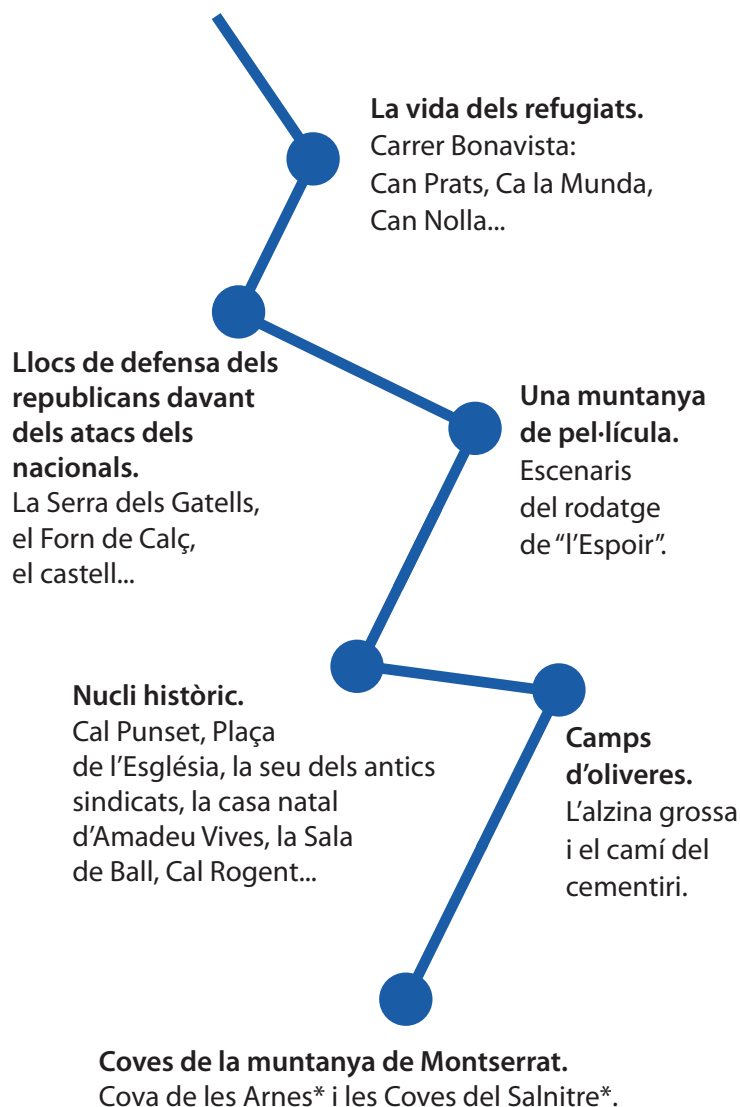 La vida dels refugiats.
Carrer Bonavista:
Can Prats, Ca la Munda,
Can Nolla...
Llocs de defensa dels
republicans davant
dels atacs dels
nacionals.
La Serra dels Gatells,
el Forn de Calç,
el castell...
Una muntanya
de pel·lícula.
Escenaris
del rodatge
de “l’Espoir”.
Nucli històric.
Cal Punset, Plaça
de l’Església, la seu dels antics
sindicats, la casa natal
d’Amadeu Vives, la Sala
de Ball, Cal Rogent...
Camps
d’oliveres.
L’alzina grossa
i el camí del
cementiri.
Coves de la muntanya de Montserrat.
Cova de les Arnes* i les Coves del Salnitre*.